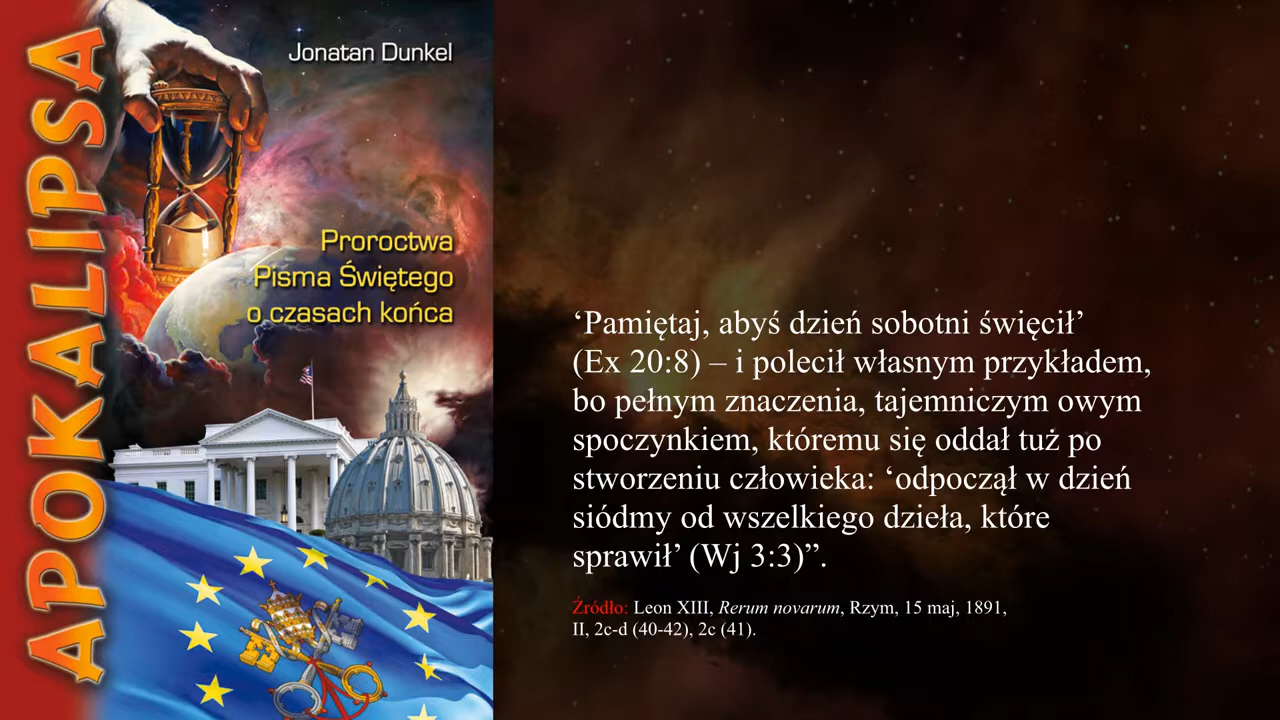 APOKALIPSA
Jonatan Dunkel
Proroctwa
Pisma Świętego
o czasach końca
‘Pamiętaj, abyś dzień sobotni święcił’
(Ex 20:8) – i polecił własnym przykładem,
bo pełnym znaczenia, tajemniczym owym
spoczynkiem, któremu się oddał tuż po
stworzeniu człowieka: ‘odpoczął w dzień
siódmy od wszelkiego dzieła, które
sprawił’ (Wj 3:3)”.
Źródło: Leon XIII, Rerum novarum, Rzym, 15 maj, 1891,
II, 2c-d (40-42), 2c (41).